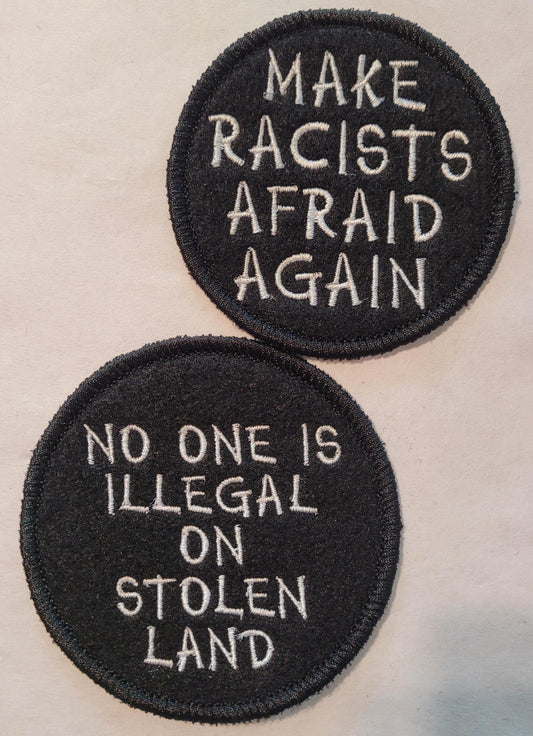 MAKE
RACISTS
AFRAID
AGAIN
NO ONE IS
ILLEGAL
ON
STOLEN
LAND